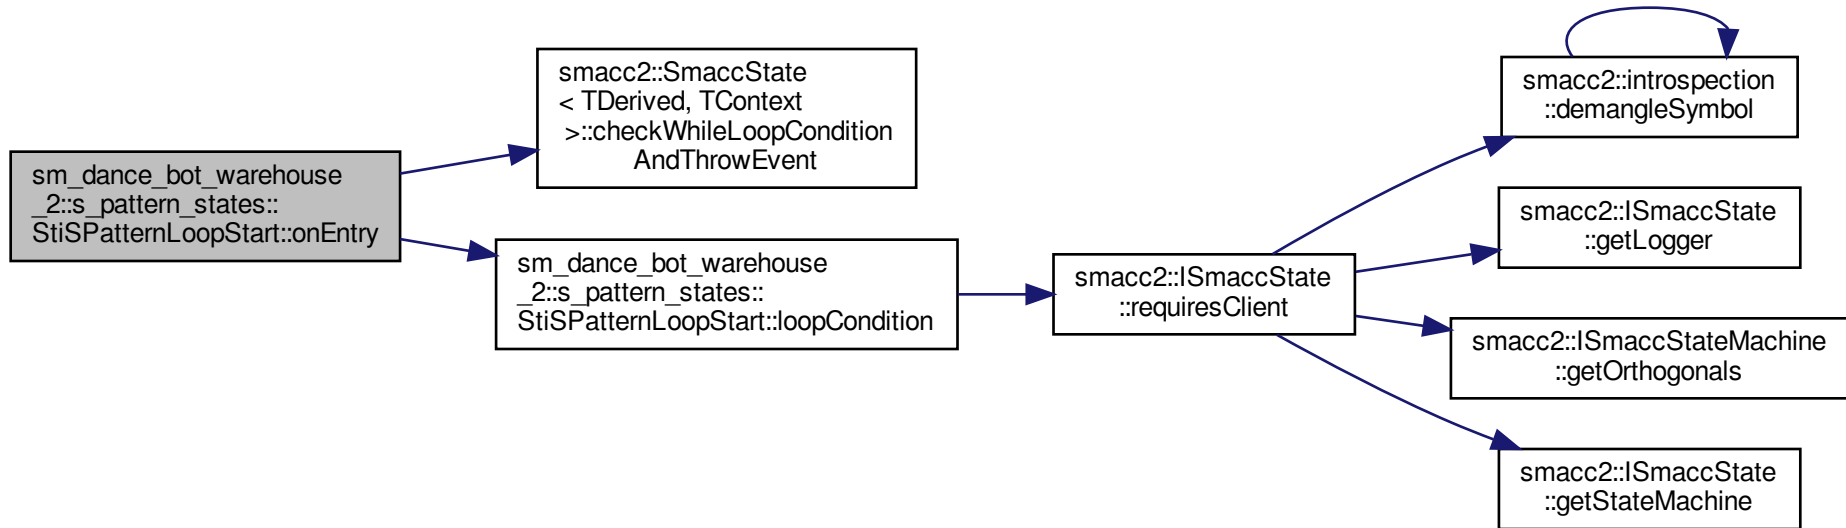 sm_dance_bot_warehouse
_2::s_pattern_states::
StiSPatternLoopStart::onEntry
smacc2::SmaccState
< TDerived, TContext
>::checkWhileLoopCondition
AndThrowEvent
sm_dance_bot_warehouse
_2::s_pattern_states::
StiSPatternLoopStart::loopCondition
smacc2::ISmaccState
::requiresClient
smacc2::introspection
::demangleSymbol
smacc2::ISmaccState
::getLogger
smacc2::ISmaccStateMachine
::getOrthogonals
smacc2::ISmaccState
::getStateMachine